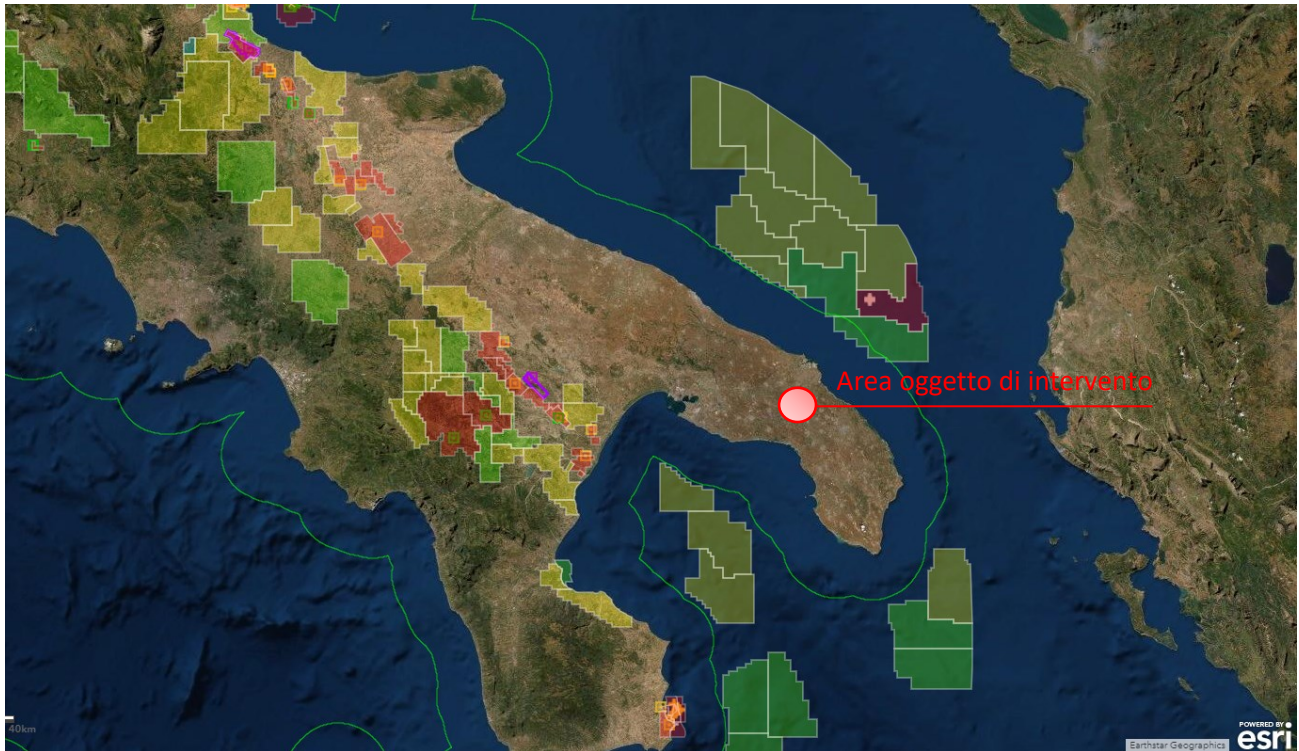 Area oggetto di intervento
40km
Earthstar Geographics
POWERED BY
esri